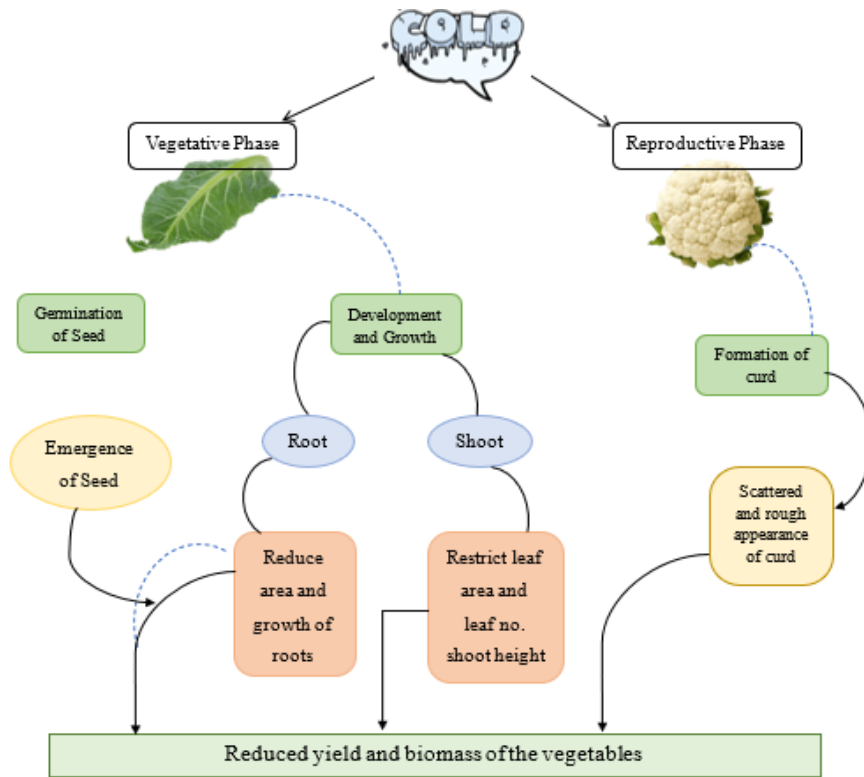 COLD
Vegetative Phase
Reproductive Phase
Germination
of Seed
Development
and Growth
Formation of
curd
Root
Shoot
Emergence
of Seed
Scattered
and rough
appearance
of curd
Reduce
area and
growth of
roots
Restrict leaf
area and
leaf no.
shoot height
Reduced yield and biomass of the vegetables